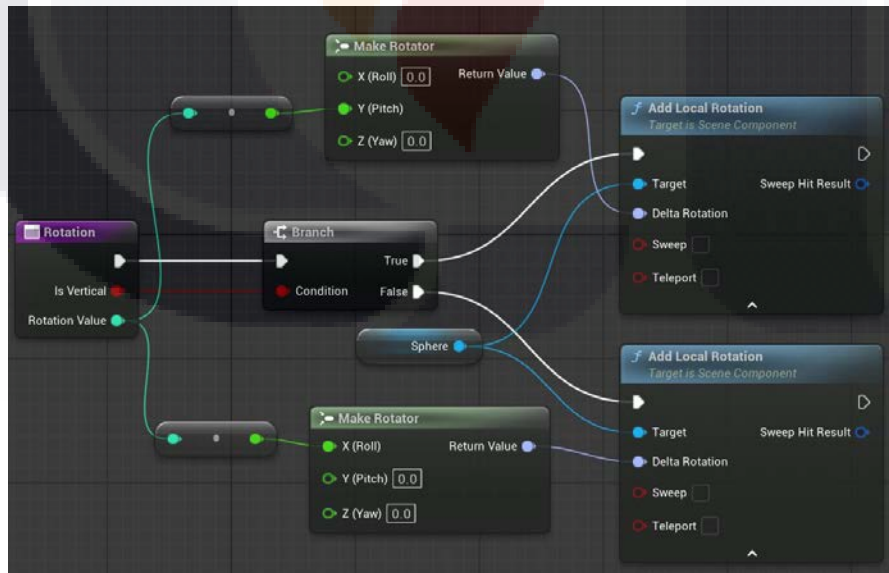 Make Rotator
X (Roll) 0.0 Return Value
Y (Pitch)
Z (Yaw) 0.0
Add Local Rotation
Target is Scene Component
Target Sweep Hit Result
Delta Rotation
Sweep
Teleport
Rotation
Is Vertical
Rotation Value
Branch
True
Condition False
Sphere
Make Rotator
X (Roll) Return Value
Y (Pitch) 0.0
Z (Yaw) 0.0
Add Local Rotation
Target is Scene Component
Target Sweep Hit Result
Delta Rotation
Sweep
Teleport